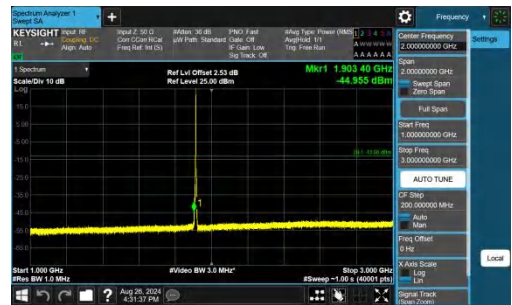 Spectrum Analyzer 1
Swept SA
Frequency
KEYSIGHT
Input: RF
Coupling: DC
Align: Auto
Input Z: 50 Ω
Corr CCorr RCal
Freq Ref: Int (S)
#Atten: 36 dB
µW Path: Standard
PNO: Fast
Gate: Off
IF Gain: Low
Sig Track: Off
#Avg Type: Power (RMS)
Avg|Hold: 1/1
Trig: Free Run
Center Frequency
2.000000000 GHz
Settings
Span
2.00000000 GHz
Swept Span
Zero Span
Full Span
Start Freq
1.000000000 GHz
Stop Freq
3.000000000 GHz
AUTO TUNE
CF Step
200.000000 MHz
Auto
Man
Freq Offset
0 Hz
X Axis Scale
Log
Lin
Signal Track
(Span Zoom)
Local
1 Spectrum
Scale/Div 10 dB
Log
Ref Lvl Offset 2.53 dB
Ref Level 25.00 dBm
Mkr1 1.903 40 GHz
-44.955 dBm
15.0
5.00
-5.00
-15.0
-25.0
-35.0
-45.0
-55.0
-65.0
1
Start 1.000 GHz
#Res BW 1.0 MHz
#Video BW 3.0 MHz*
Stop 3.000 GHz
#Sweep ~1.00 s (40001 pts)
Aug 26, 2024
4:31:37 PM